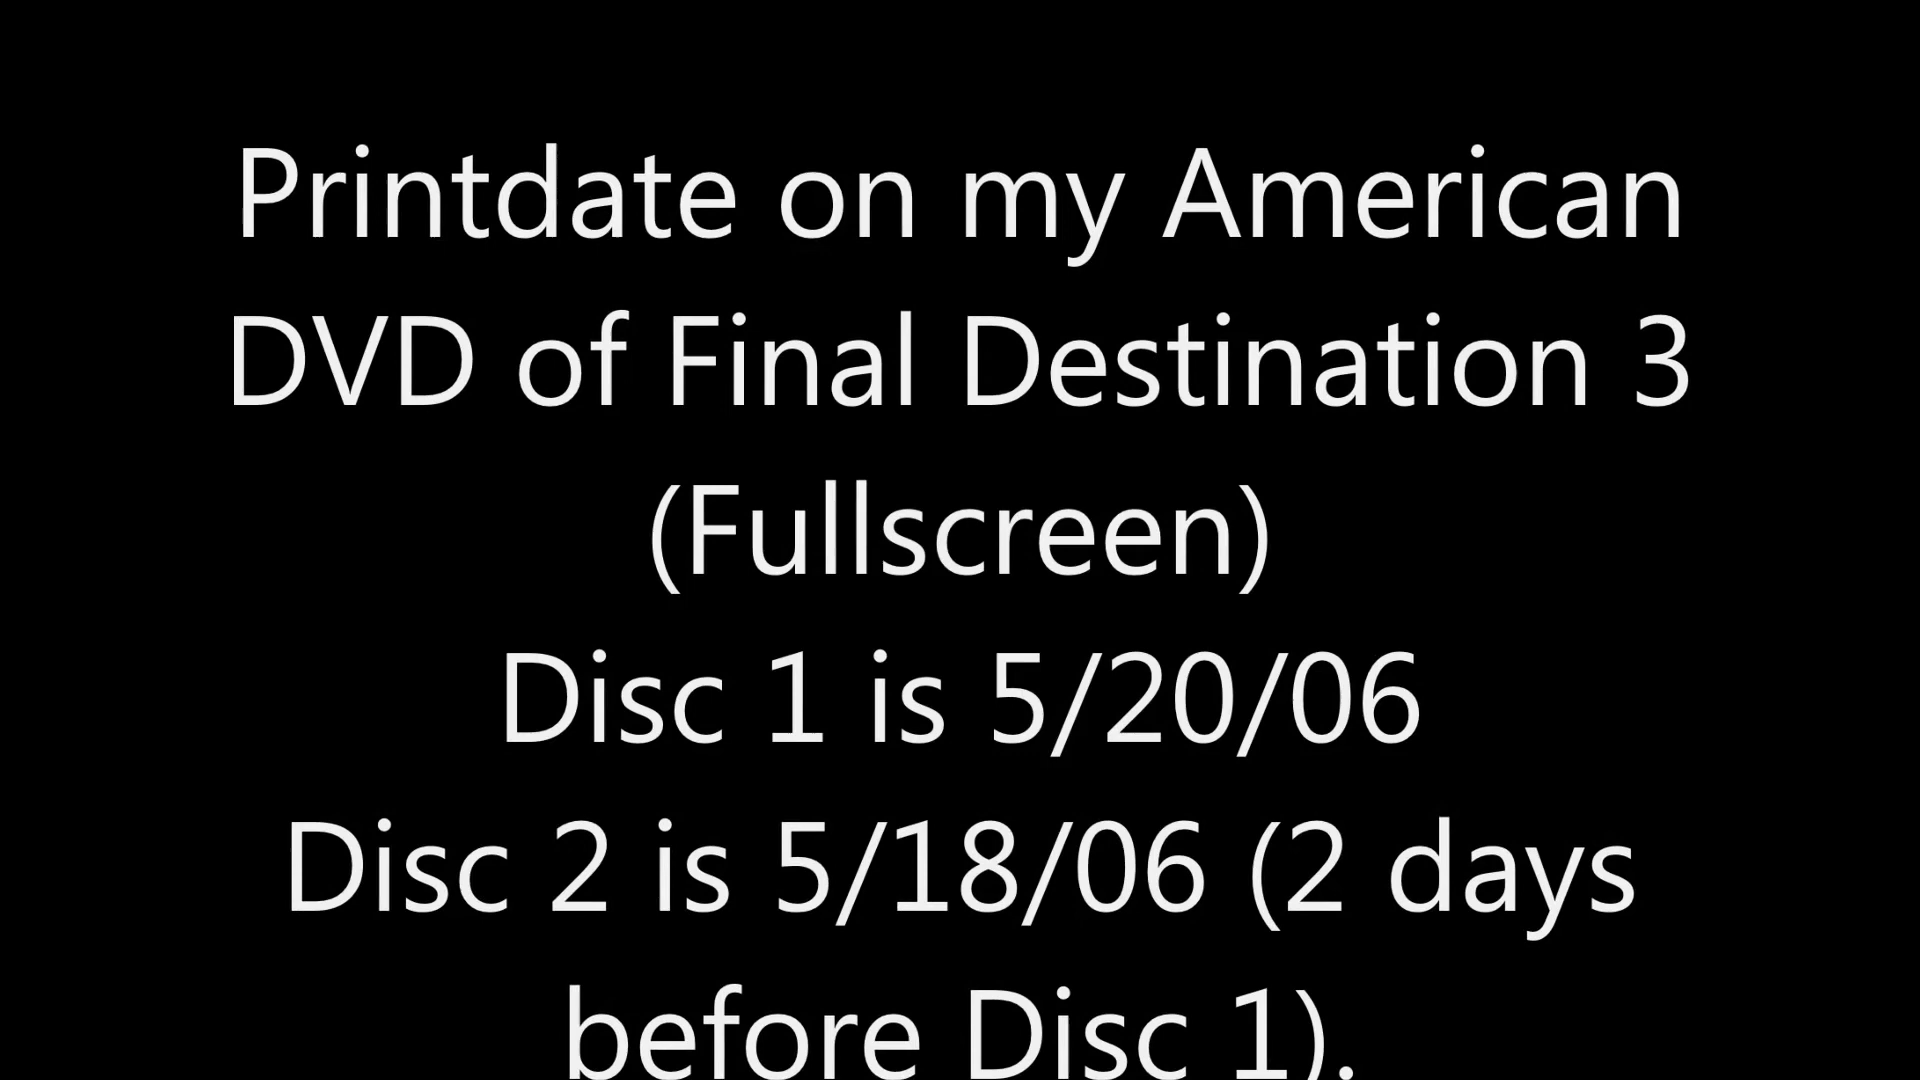 Printdate on my American
DVD of Final Destination 3
(Fullscreen)
Disc 1 is 5/20/06
Disc 2 is 5/18/06 (2 days
before Disc 1).